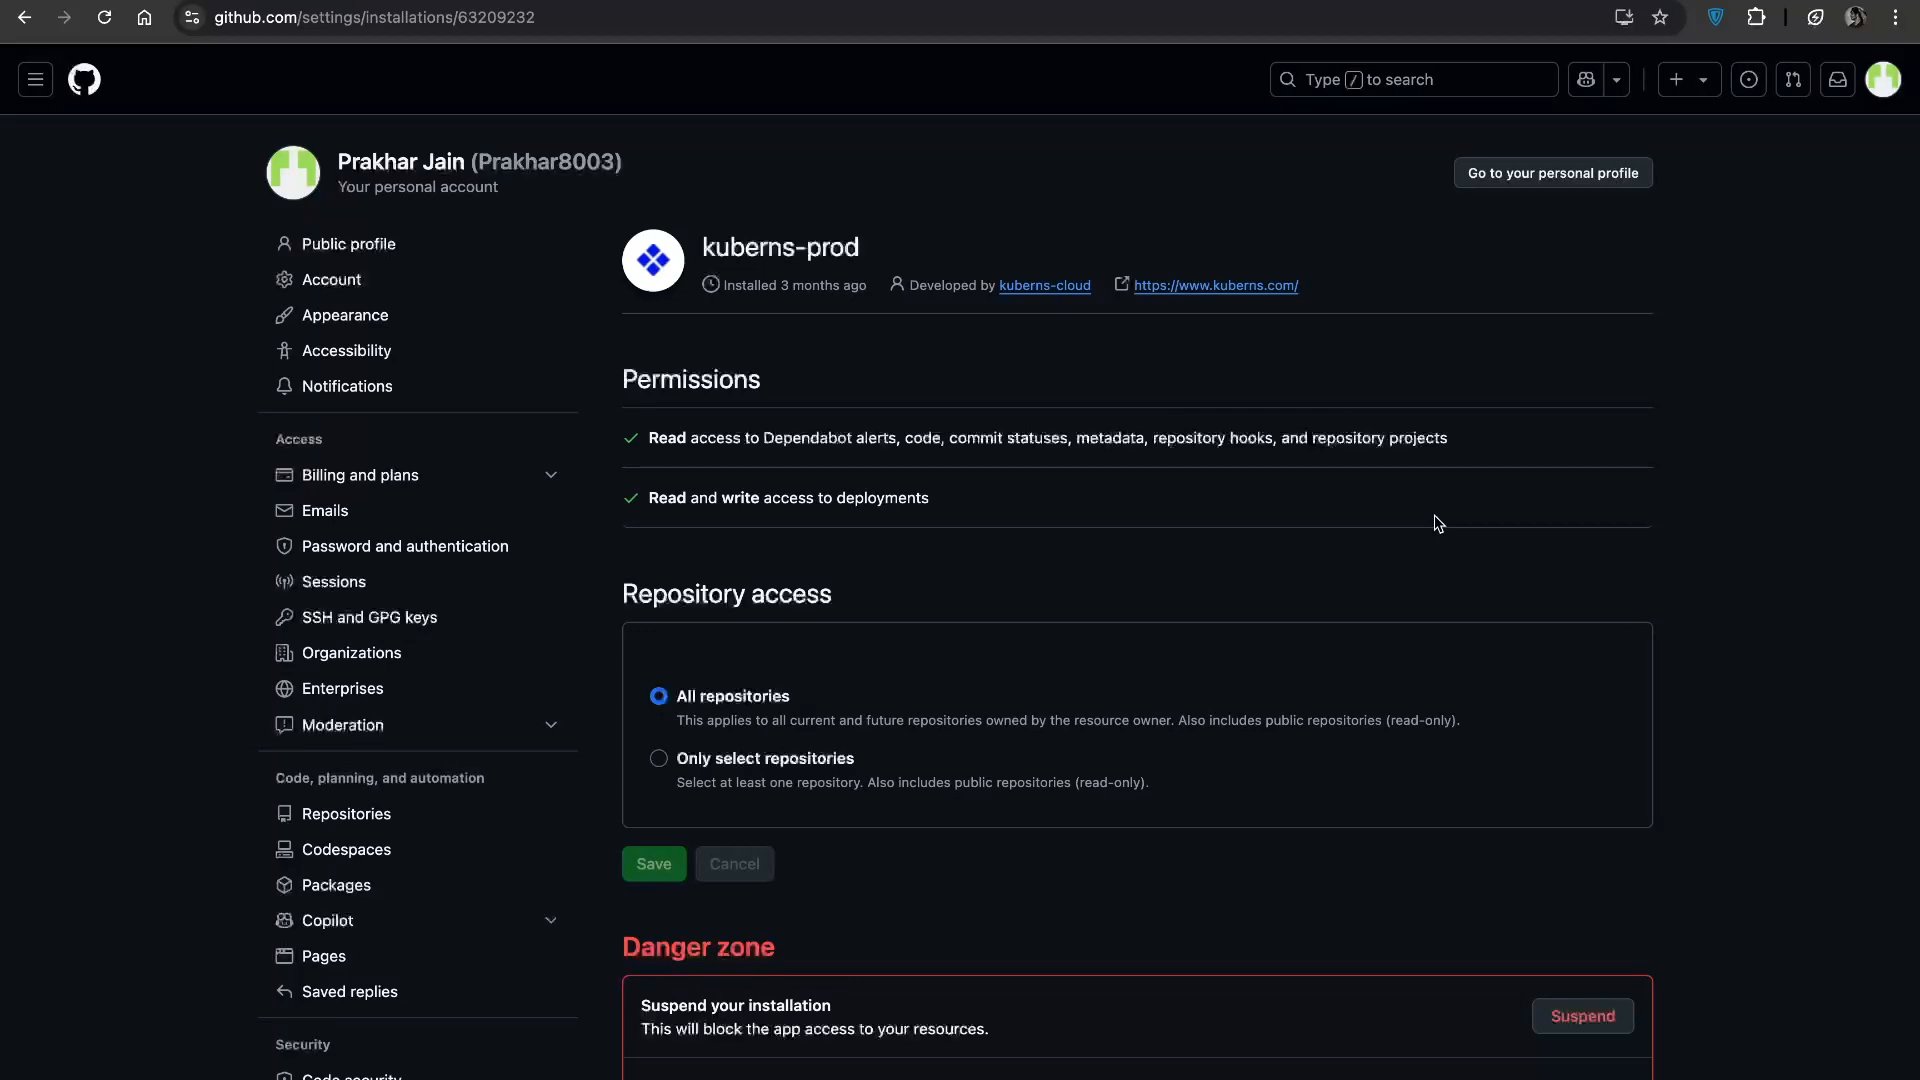 github.com/settings/installations/63209232
Type / to search
Prakhar Jain (Prakhar8003)
Your personal account
Go to your personal profile
Public profile
Account
Appearance
Accessibility
Notifications
Access
Billing and plans
Emails
Password and authentication
Sessions
SSH and GPG keys
Organizations
Enterprises
Moderation
Code, planning, and automation
Repositories
Codespaces
Packages
Copilot
Pages
Saved replies
Security
Code security
kuberns-prod
Installed 3 months ago
Developed by kuberns-cloud
https://www.kuberns.com/
Permissions
Read access to Dependabot alerts, code, commit statuses, metadata, repository hooks, and repository projects
Read and write access to deployments
Repository access
All repositories
This applies to all current and future repositories owned by the resource owner. Also includes public repositories (read-only).
Only select repositories
Select at least one repository. Also includes public repositories (read-only).
Save
Cancel
Danger zone
Suspend your installation
This will block the app access to your resources.
Suspend